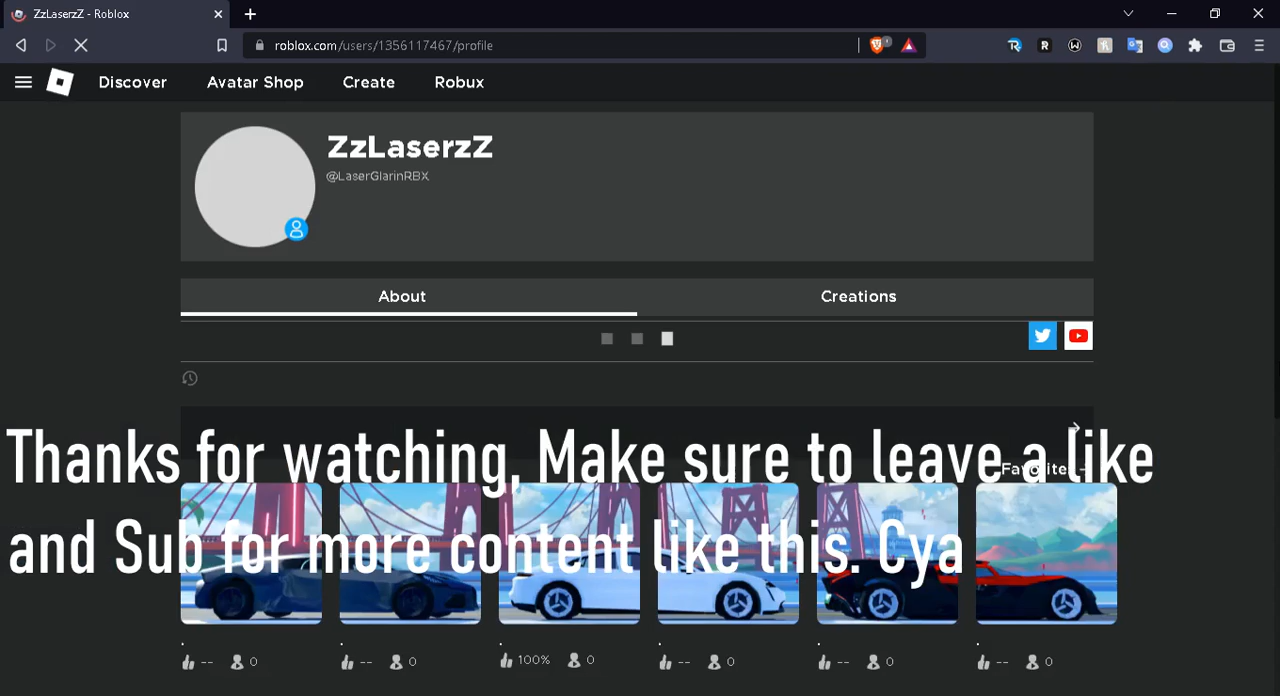 ZzLaserzZ - Roblox
roblox.com/users/1356117467/profile
Discover
Avatar Shop
Create
Robux
ZzLaserzZ
@LaserGlarinRBX
About
Creations
Favorites
Thanks for watching, Make sure to leave a like
and Sub for more content like this. Cya
-- 0
-- 0
100% 0
-- 0
-- 0
-- 0